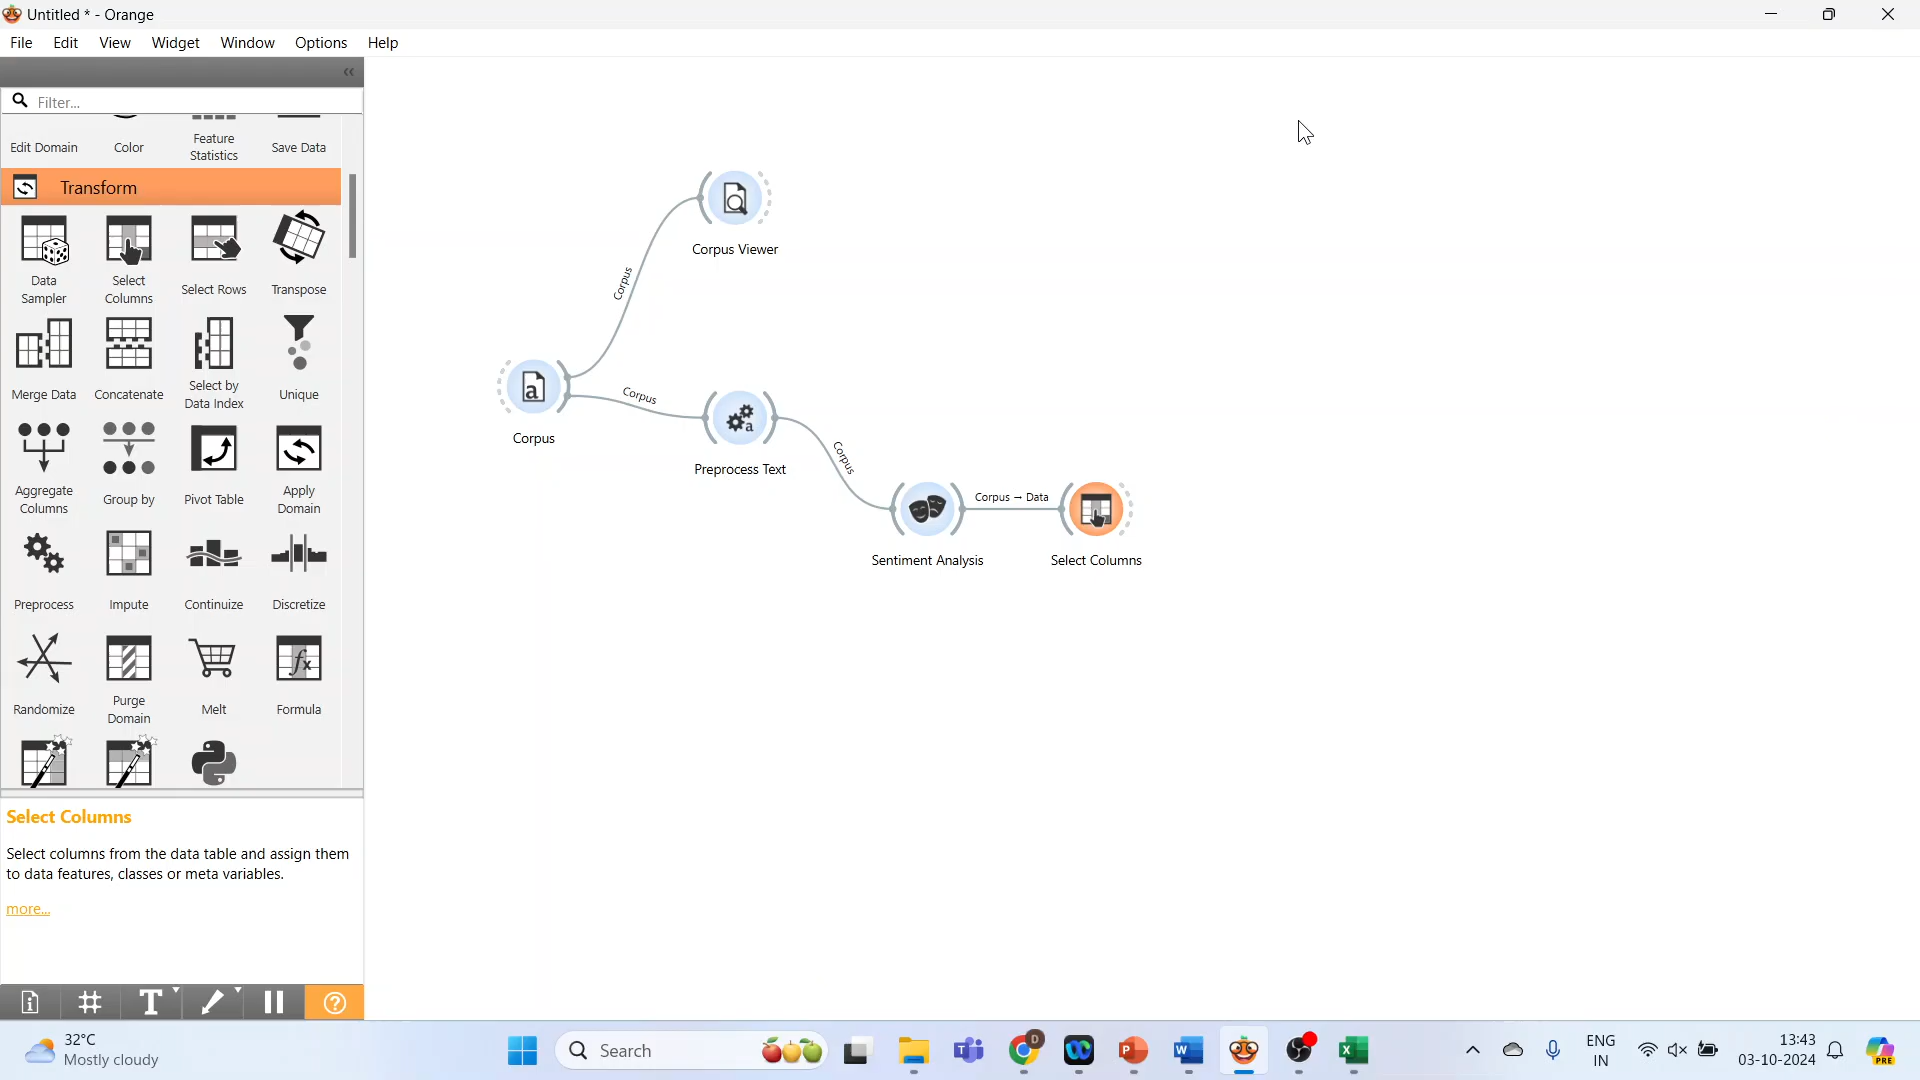 Untitled * - Orange
File Edit View Widget Window Options Help
Filter...
Edit Domain Color Feature Statistics Save Data
Transform
Data Sampler Select Columns Select Rows Transpose
Merge Data Concatenate Select by Data Index Unique
Aggregate Columns Group by Pivot Table Apply Domain
Preprocess Impute Continuize Discretize
Randomize Purge Domain Melt Formula
Select Columns
Select columns from the data table and assign them
to data features, classes or meta variables.
more...
Corpus Viewer
Corpus
Corpus
Corpus
Preprocess Text
Corpus
Corpus → Data
Sentiment Analysis
Select Columns
32°C
Mostly cloudy
Search
D
ENG
IN
13:43
03-10-2024
PRE